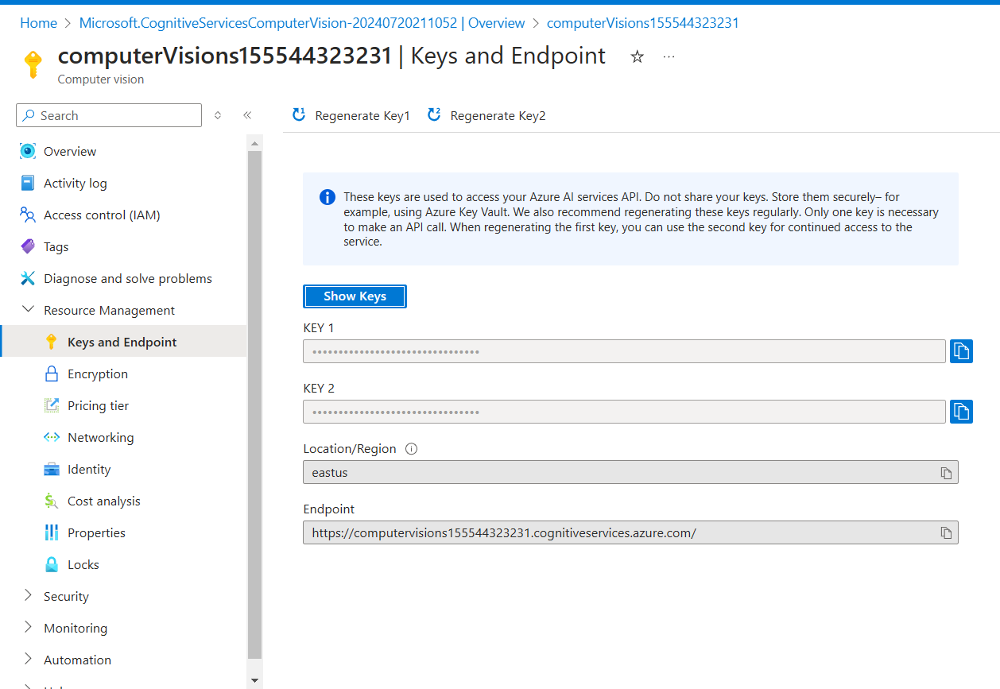 Home > Microsoft.CognitiveServicesComputerVision-20240720211052 | Overview > computerVisions155544323231
computerVisions155544323231 | Keys and Endpoint
Computer vision
Search
Regenerate Key1
Regenerate Key2
Overview
Activity log
Access control (IAM)
Tags
Diagnose and solve problems
Resource Management
Keys and Endpoint
Encryption
Pricing tier
Networking
Identity
Cost analysis
Properties
Locks
Security
Monitoring
Automation
These keys are used to access your Azure AI services API. Do not share your keys. Store them securely– for
example, using Azure Key Vault. We also recommend regenerating these keys regularly. Only one key is necessary
to make an API call. When regenerating the first key, you can use the second key for continued access to the
service.
Show Keys
KEY 1
••••••••••••••••••••••••••••••••
KEY 2
••••••••••••••••••••••••••••••••
Location/Region
eastus
Endpoint
https://computervisions155544323231.cognitiveservices.azure.com/